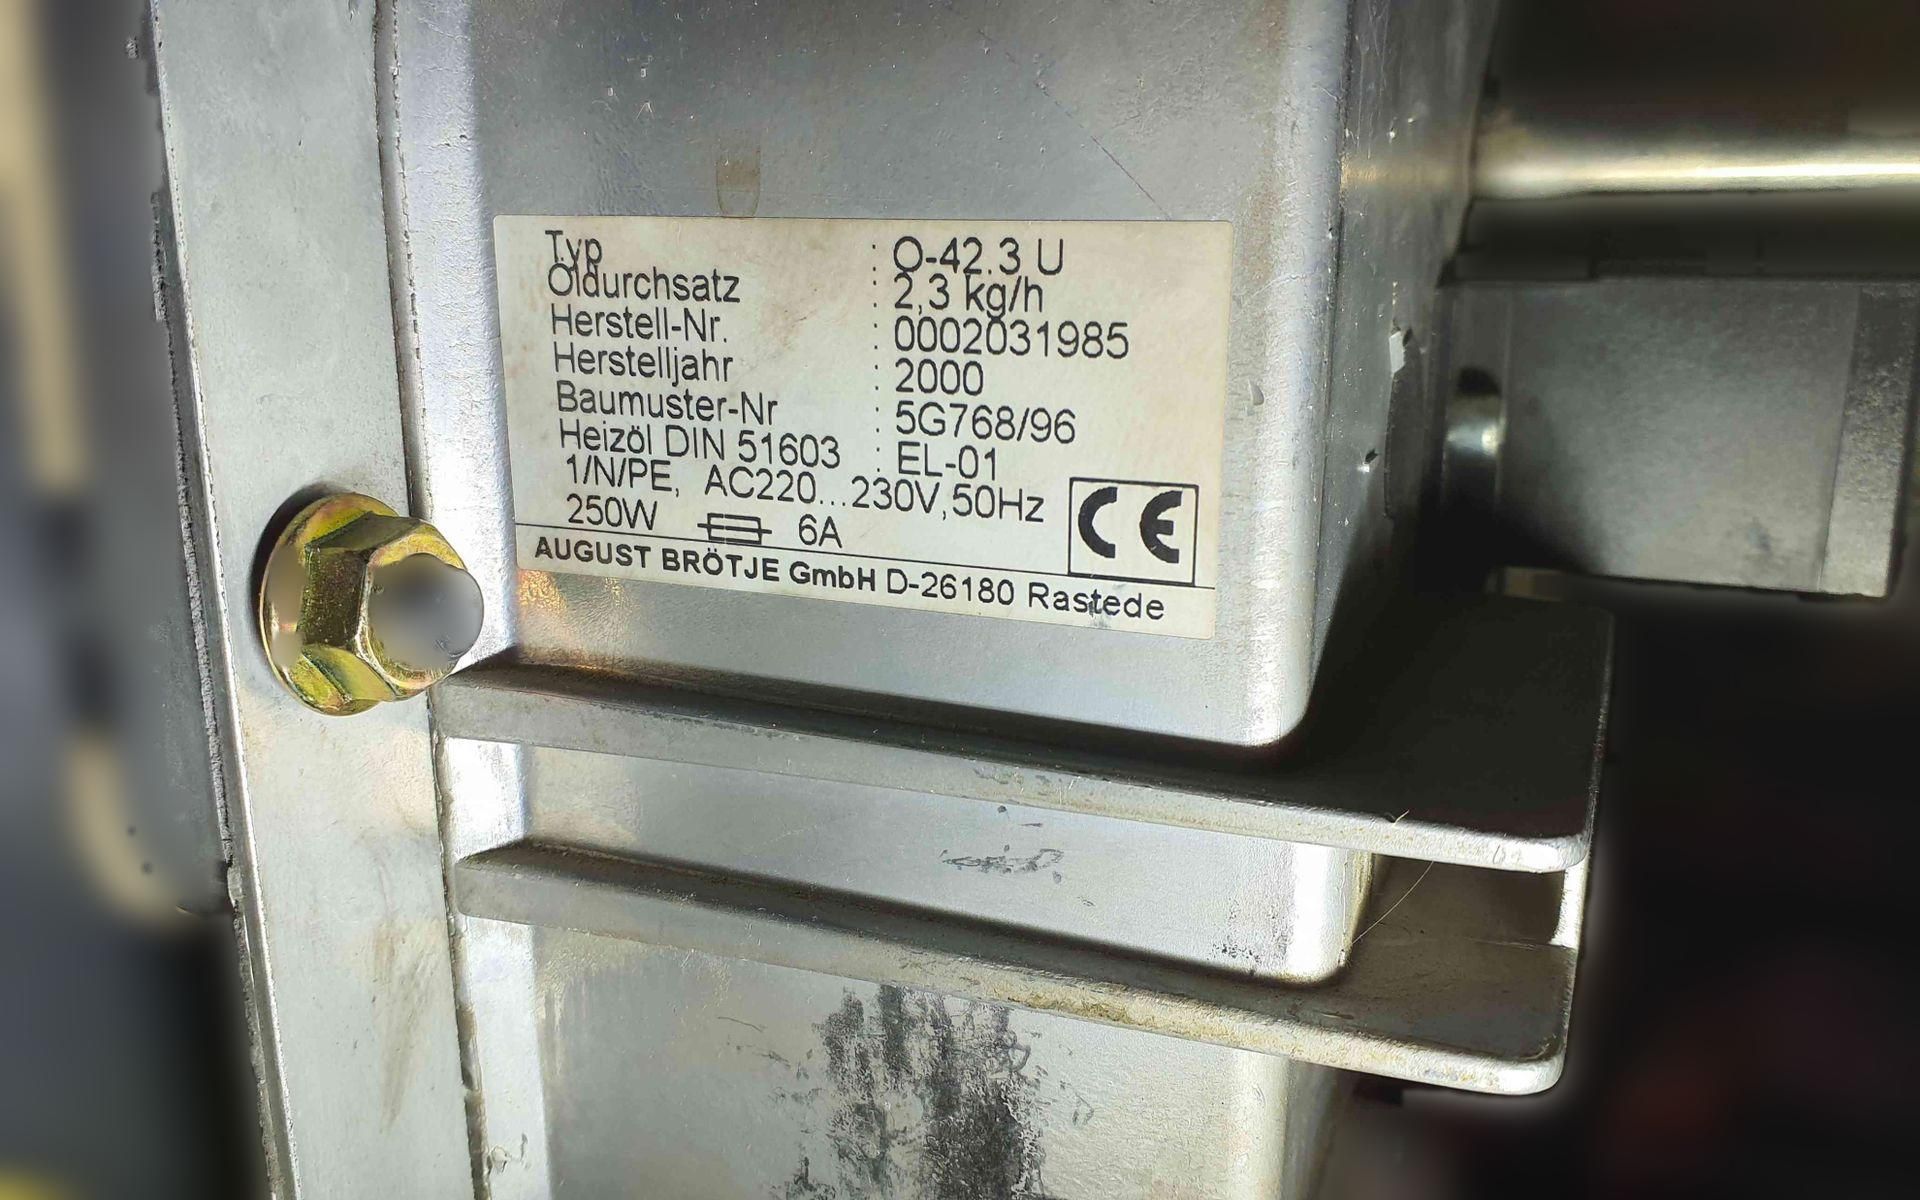 Typ : O-42.3 U
Öldurchsatz : 2,3 kg/h
Herstell-Nr. : 0002031985
Herstelljahr : 2000
Baumuster-Nr : 5G768/96
Heizöl DIN 51603 : EL-01
1/N/PE, AC220...230V,50Hz
250W 6A
CE
AUGUST BRÖTJE GmbH D-26180 Rastede